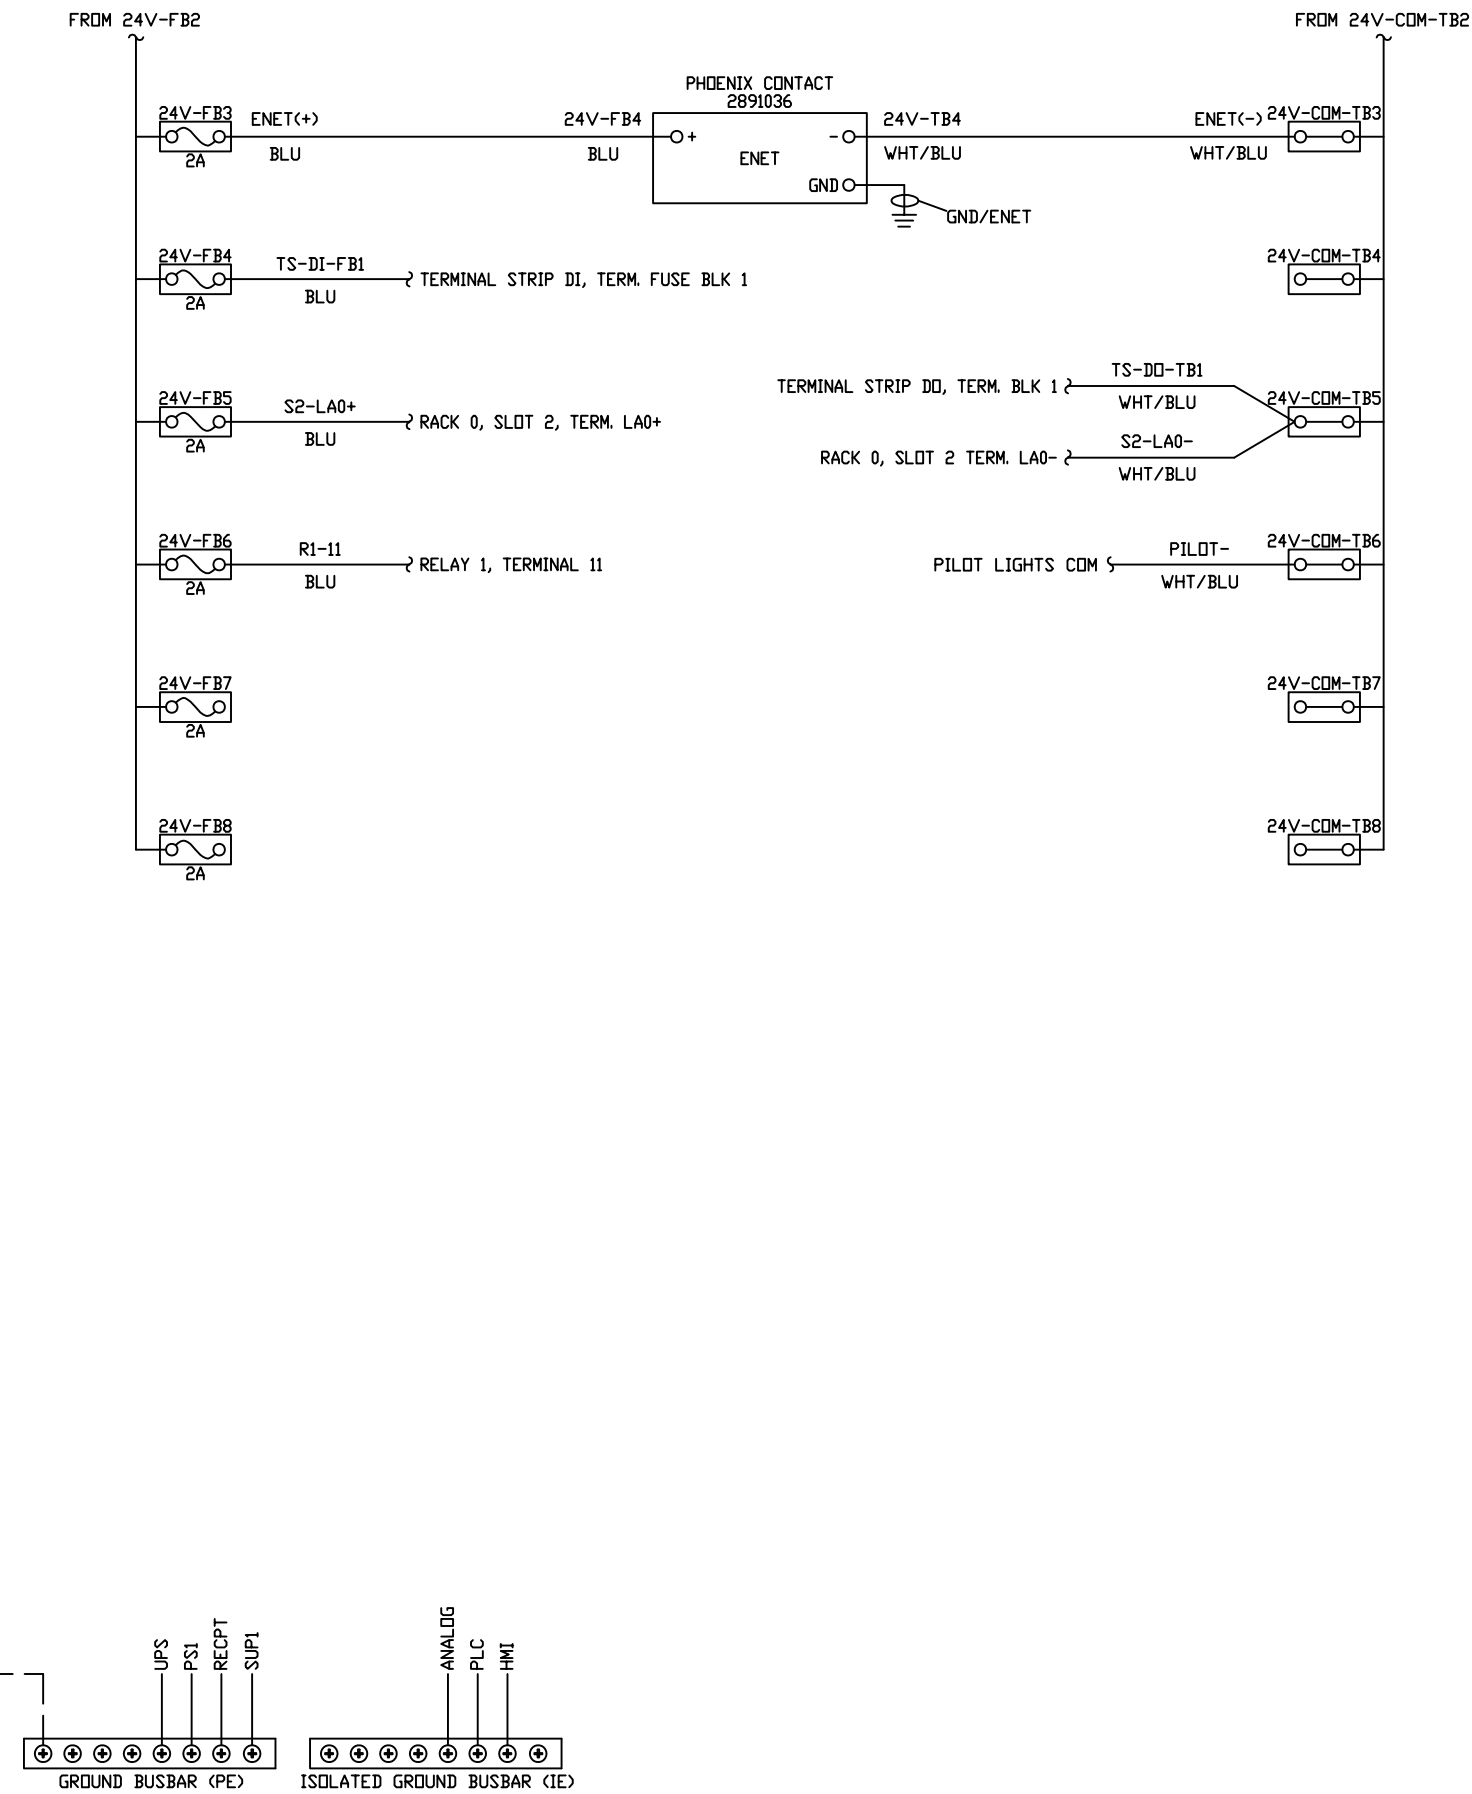 FROM 24V-FB2
FROM 24V-COM-TB2
PHOENIX CONTACT
2891036
24V-FB3
ENET(+)
24V-FB4
24V-TB4
ENET(-)
24V-COM-TB3
+
-
2A
BLU
BLU
ENET
WHT/BLU
WHT/BLU
GND
GND/ENET
24V-FB4
TS-DI-FB1
24V-COM-TB4
TERMINAL STRIP DI, TERM. FUSE BLK 1
2A
BLU
TS-DO-TB1
TERMINAL STRIP DO, TERM. BLK 1
WHT/BLU
24V-FB5
S2-LA0+
24V-COM-TB5
RACK 0, SLOT 2, TERM. LA0+
2A
BLU
S2-LA0-
RACK 0, SLOT 2 TERM. LA0-
WHT/BLU
24V-FB6
R1-11
PILOT-
24V-COM-TB6
RELAY 1, TERMINAL 11
PILOT LIGHTS COM
2A
BLU
WHT/BLU
24V-FB7
24V-COM-TB7
2A
24V-FB8
24V-COM-TB8
2A
UPS
PS1
RECPT
SUP1
ANALOG
PLC
HMI
GROUND BUSBAR (PE)
ISOLATED GROUND BUSBAR (IE)